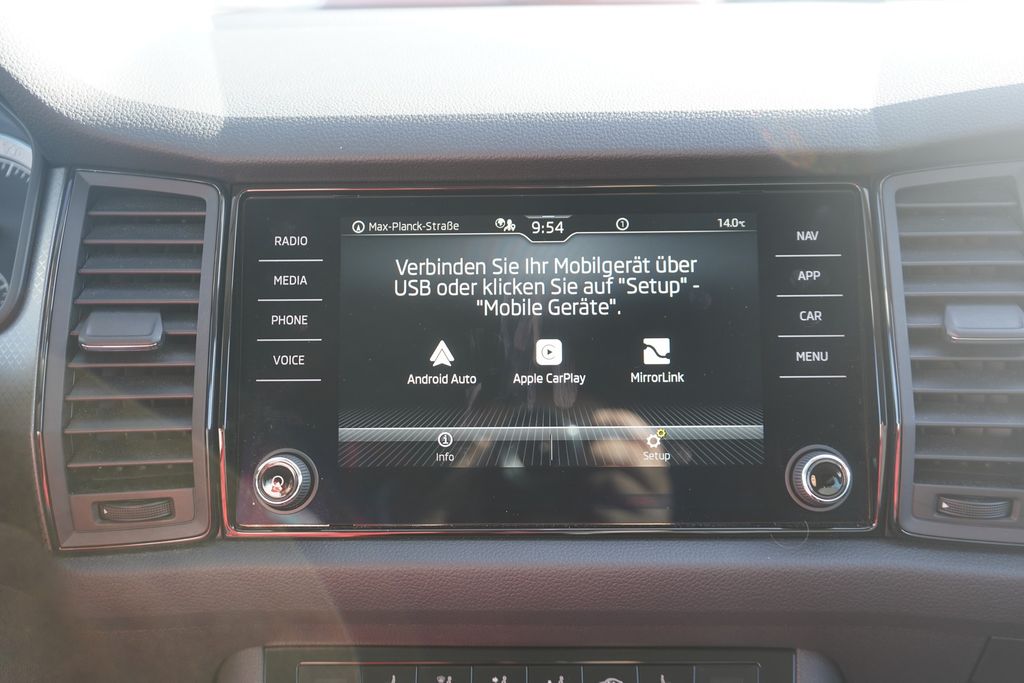 Max-Planck-Straße 9:54 1 14.0°C
RADIO
MEDIA
PHONE
VOICE
Verbinden Sie Ihr Mobilgerät über
USB oder klicken Sie auf "Setup" -
"Mobile Geräte".
Android Auto Apple CarPlay MirrorLink
Info Setup
NAV
APP
CAR
MENU